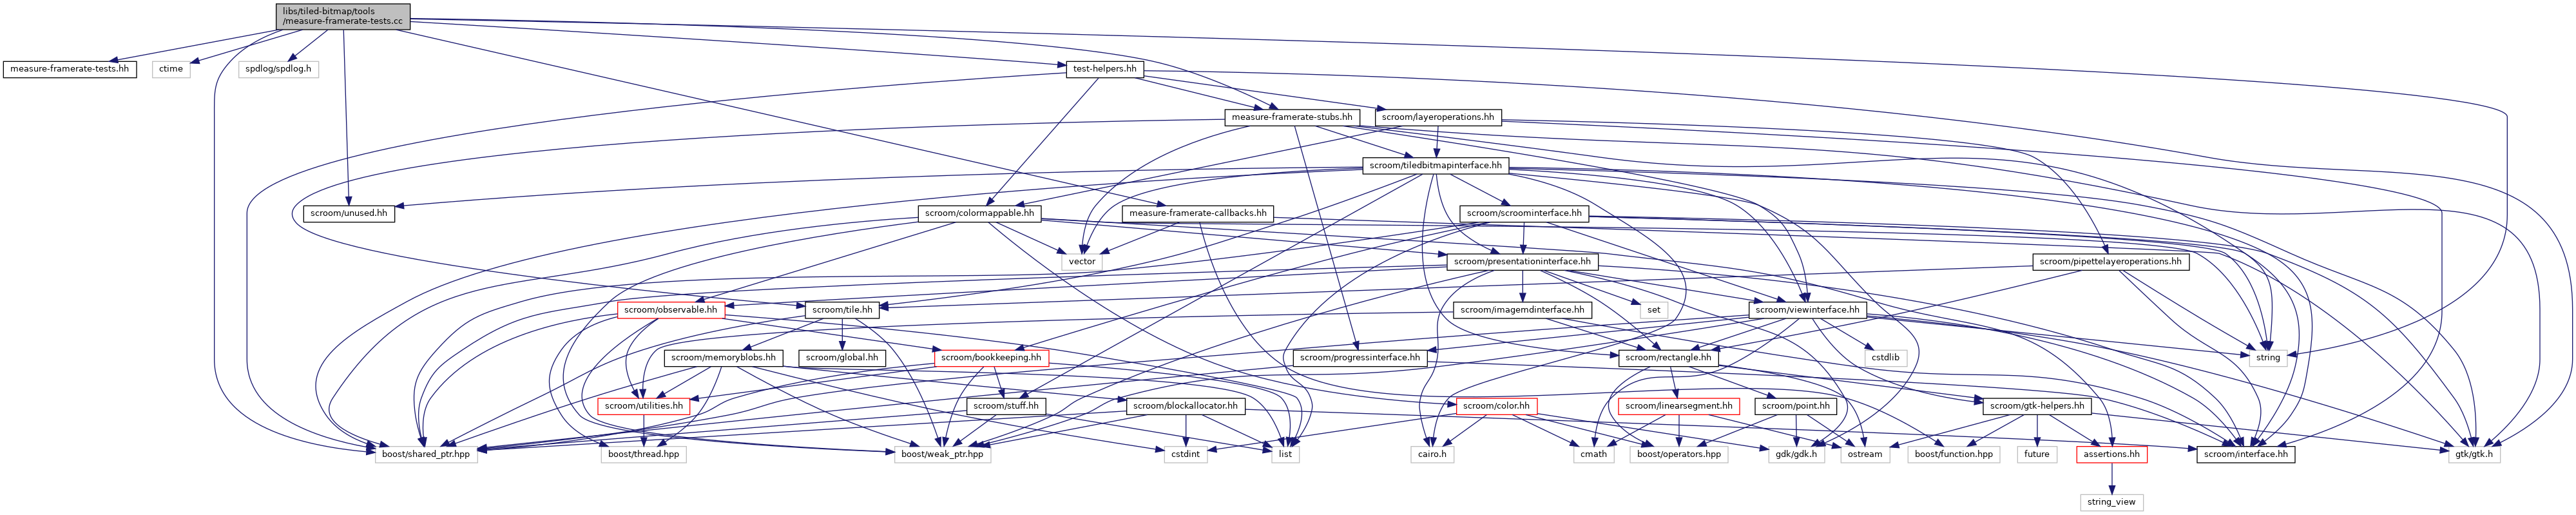 libs/tiled-bitmap/tools
/measure-framerate-tests.cc
measure-framerate-tests.hh
ctime
spdlog/spdlog.h
test-helpers.hh
measure-framerate-stubs.hh
scroom/layeroperations.hh
scroom/tiledbitmapinterface.hh
scroom/unused.hh
scroom/colormappable.hh
measure-framerate-callbacks.hh
scroom/scroominterface.hh
vector
scroom/presentationinterface.hh
scroom/pipettelayeroperations.hh
scroom/observable.hh
scroom/tile.hh
scroom/imagemdinterface.hh
set
scroom/viewinterface.hh
scroom/memoryblobs.hh
scroom/global.hh
scroom/bookkeeping.hh
scroom/progressinterface.hh
scroom/rectangle.hh
cstdlib
string
scroom/utilities.hh
scroom/stuff.hh
scroom/blockallocator.hh
scroom/color.hh
scroom/linearsegment.hh
scroom/point.hh
scroom/gtk-helpers.hh
boost/shared_ptr.hpp
boost/thread.hpp
boost/weak_ptr.hpp
cstdint
list
cairo.h
cmath
boost/operators.hpp
gdk/gdk.h
ostream
boost/function.hpp
future
assertions.hh
scroom/interface.hh
gtk/gtk.h
string_view